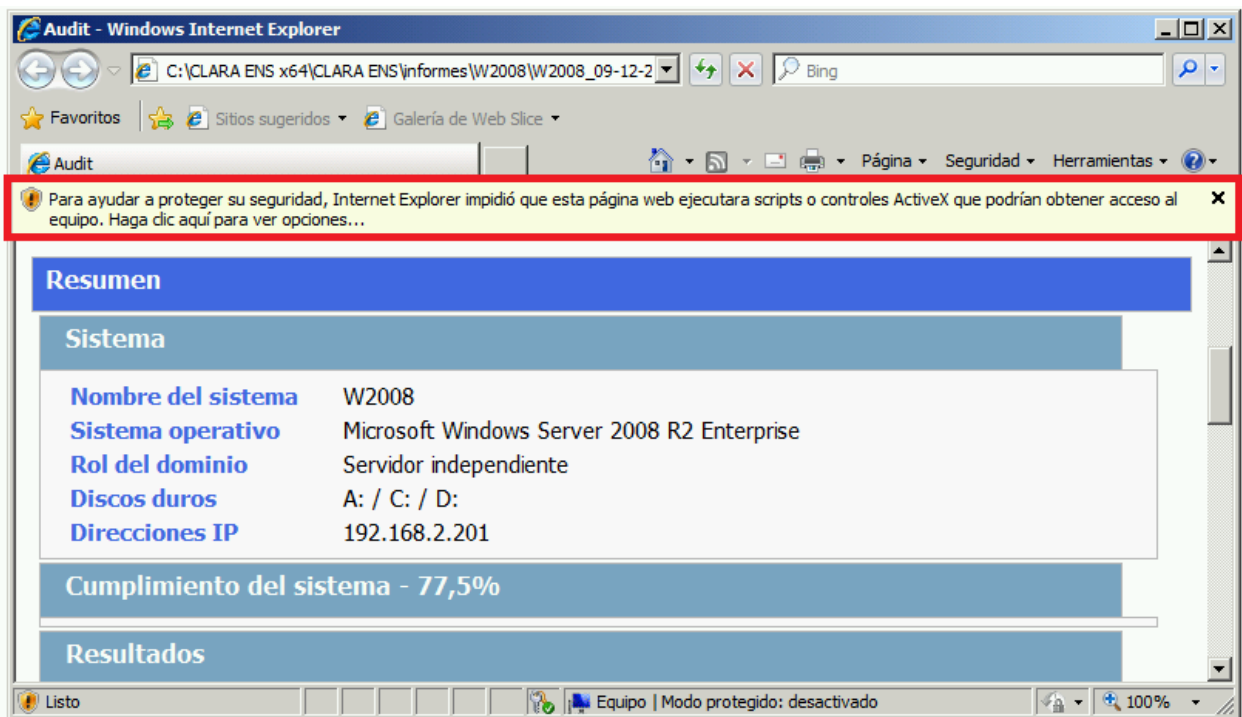 Audit - Windows Internet Explorer
C:\CLARA ENS x64\CLARA ENS\informes\W2008\W2008_09-12-2
Bing
Favoritos
Sitios sugeridos
Galería de Web Slice
Audit
Página
Seguridad
Herramientas
Para ayudar a proteger su seguridad, Internet Explorer impidió que esta página web ejecutara scripts o controles ActiveX que podrían obtener acceso al
equipo. Haga clic aquí para ver opciones...
Resumen
Sistema
Nombre del sistema W2008
Sistema operativo Microsoft Windows Server 2008 R2 Enterprise
Rol del dominio Servidor independiente
Discos duros A: / C: / D:
Direcciones IP 192.168.2.201
Cumplimiento del sistema - 77,5%
Resultados
Listo
Equipo | Modo protegido: desactivado
100%